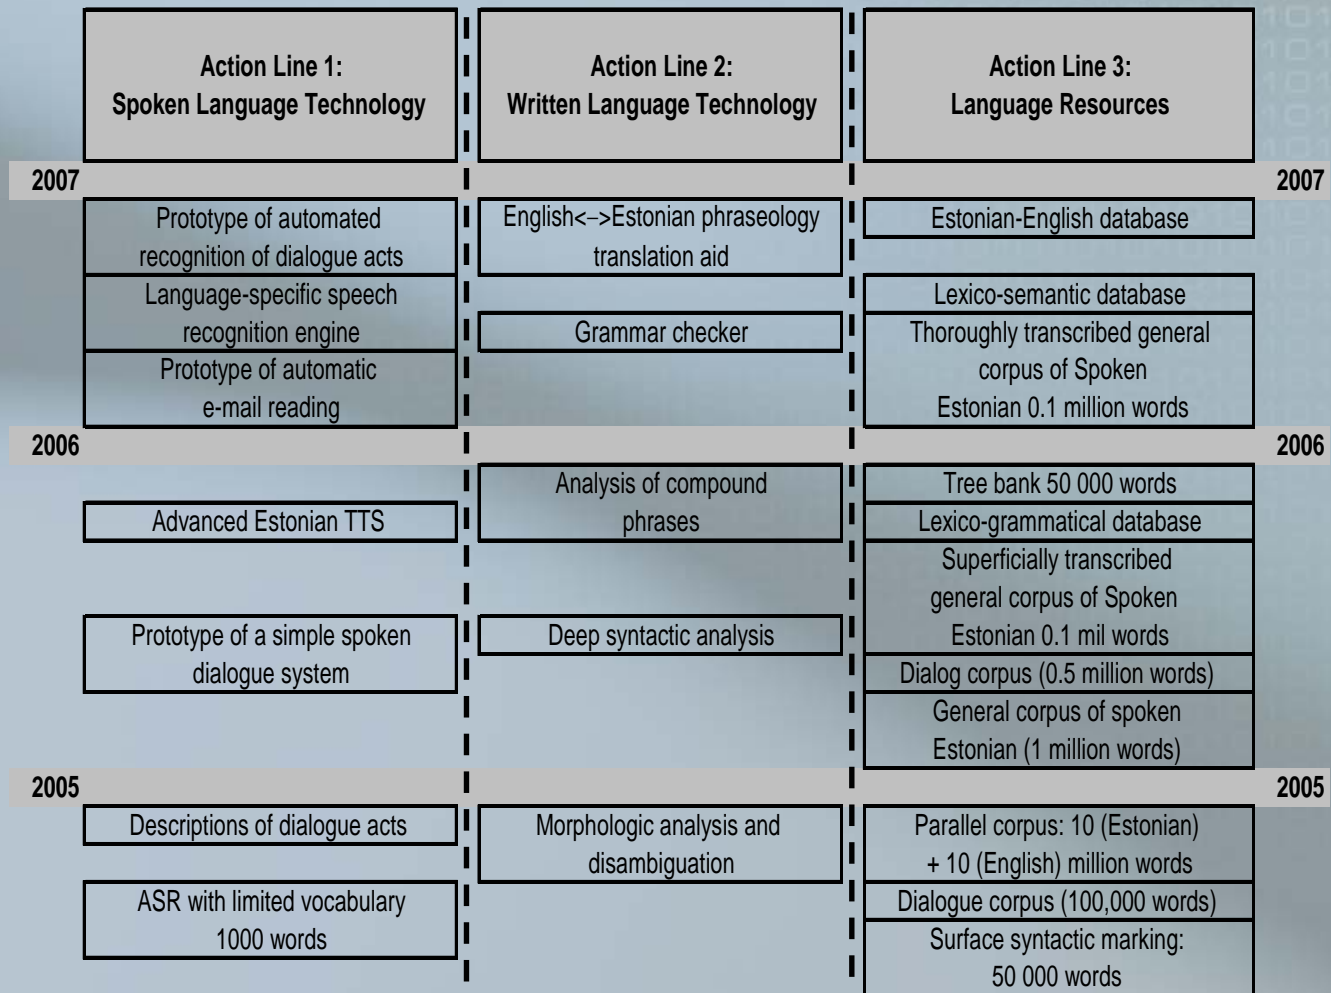 Action Line 1:
Spoken Language Technology
Action Line 2:
Written Language Technology
Action Line 3:
Language Resources
2007
2007
Prototype of automated
recognition of dialogue acts
Language-specific speech
recognition engine
Prototype of automatic
e-mail reading
English<–>Estonian phraseology
translation aid
Grammar checker
Estonian-English database
Lexico-semantic database
Thoroughly transcribed general
corpus of Spoken
Estonian 0.1 million words
2006
2006
Advanced Estonian TTS
Prototype of a simple spoken
dialogue system
Analysis of compound
phrases
Deep syntactic analysis
Tree bank 50 000 words
Lexico-grammatical database
Superficially transcribed
general corpus of Spoken
Estonian 0.1 mil words
Dialog corpus (0.5 million words)
General corpus of spoken
Estonian (1 million words)
2005
2005
Descriptions of dialogue acts
ASR with limited vocabulary
1000 words
Morphologic analysis and
disambiguation
Parallel corpus: 10 (Estonian)
+ 10 (English) million words
Dialogue corpus (100,000 words)
Surface syntactic marking:
50 000 words